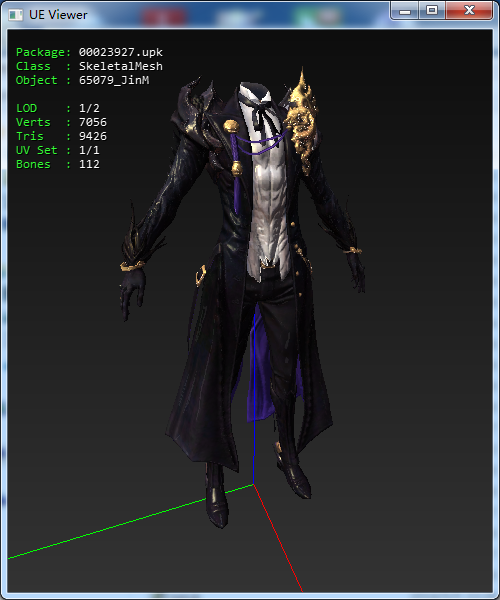 UE Viewer
Package: 00023927.upk
Class : SkeletalMesh
Object : 65079_JinM
LOD : 1/2
Verts : 7056
Tris : 9426
UV Set : 1/1
Bones : 112